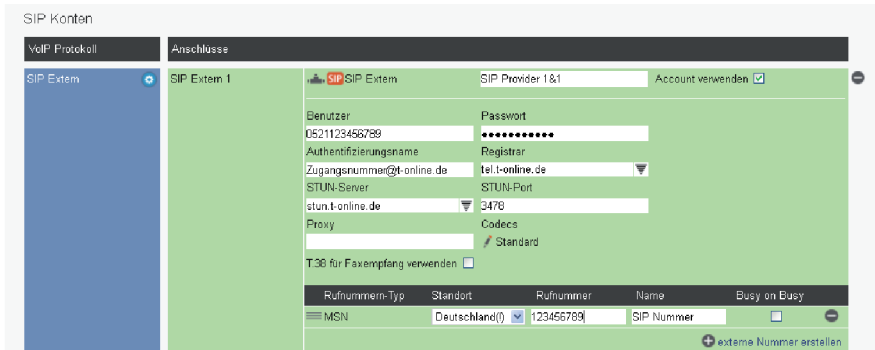 SIP Konten
VoIP Protokoll Anschlüsse
SIP Extern SIP Extern 1 SIP SIP Extern SIP Provider 1&1 Account verwenden
Benutzer Passwort
0521123456789 ●●●●●●●●●●●
Authentifizierungsname Registrar
Zugangsnummer@t-online.de tel.t-online.de
STUN-Server STUN-Port
stun.t-online.de 3478
Proxy Codecs
Standard
T.38 für Faxempfang verwenden
Rufnummern-Typ Standort Rufnummer Name Busy on Busy
MSN Deutschland(f) 123456789 SIP Nummer
externe Nummer erstellen